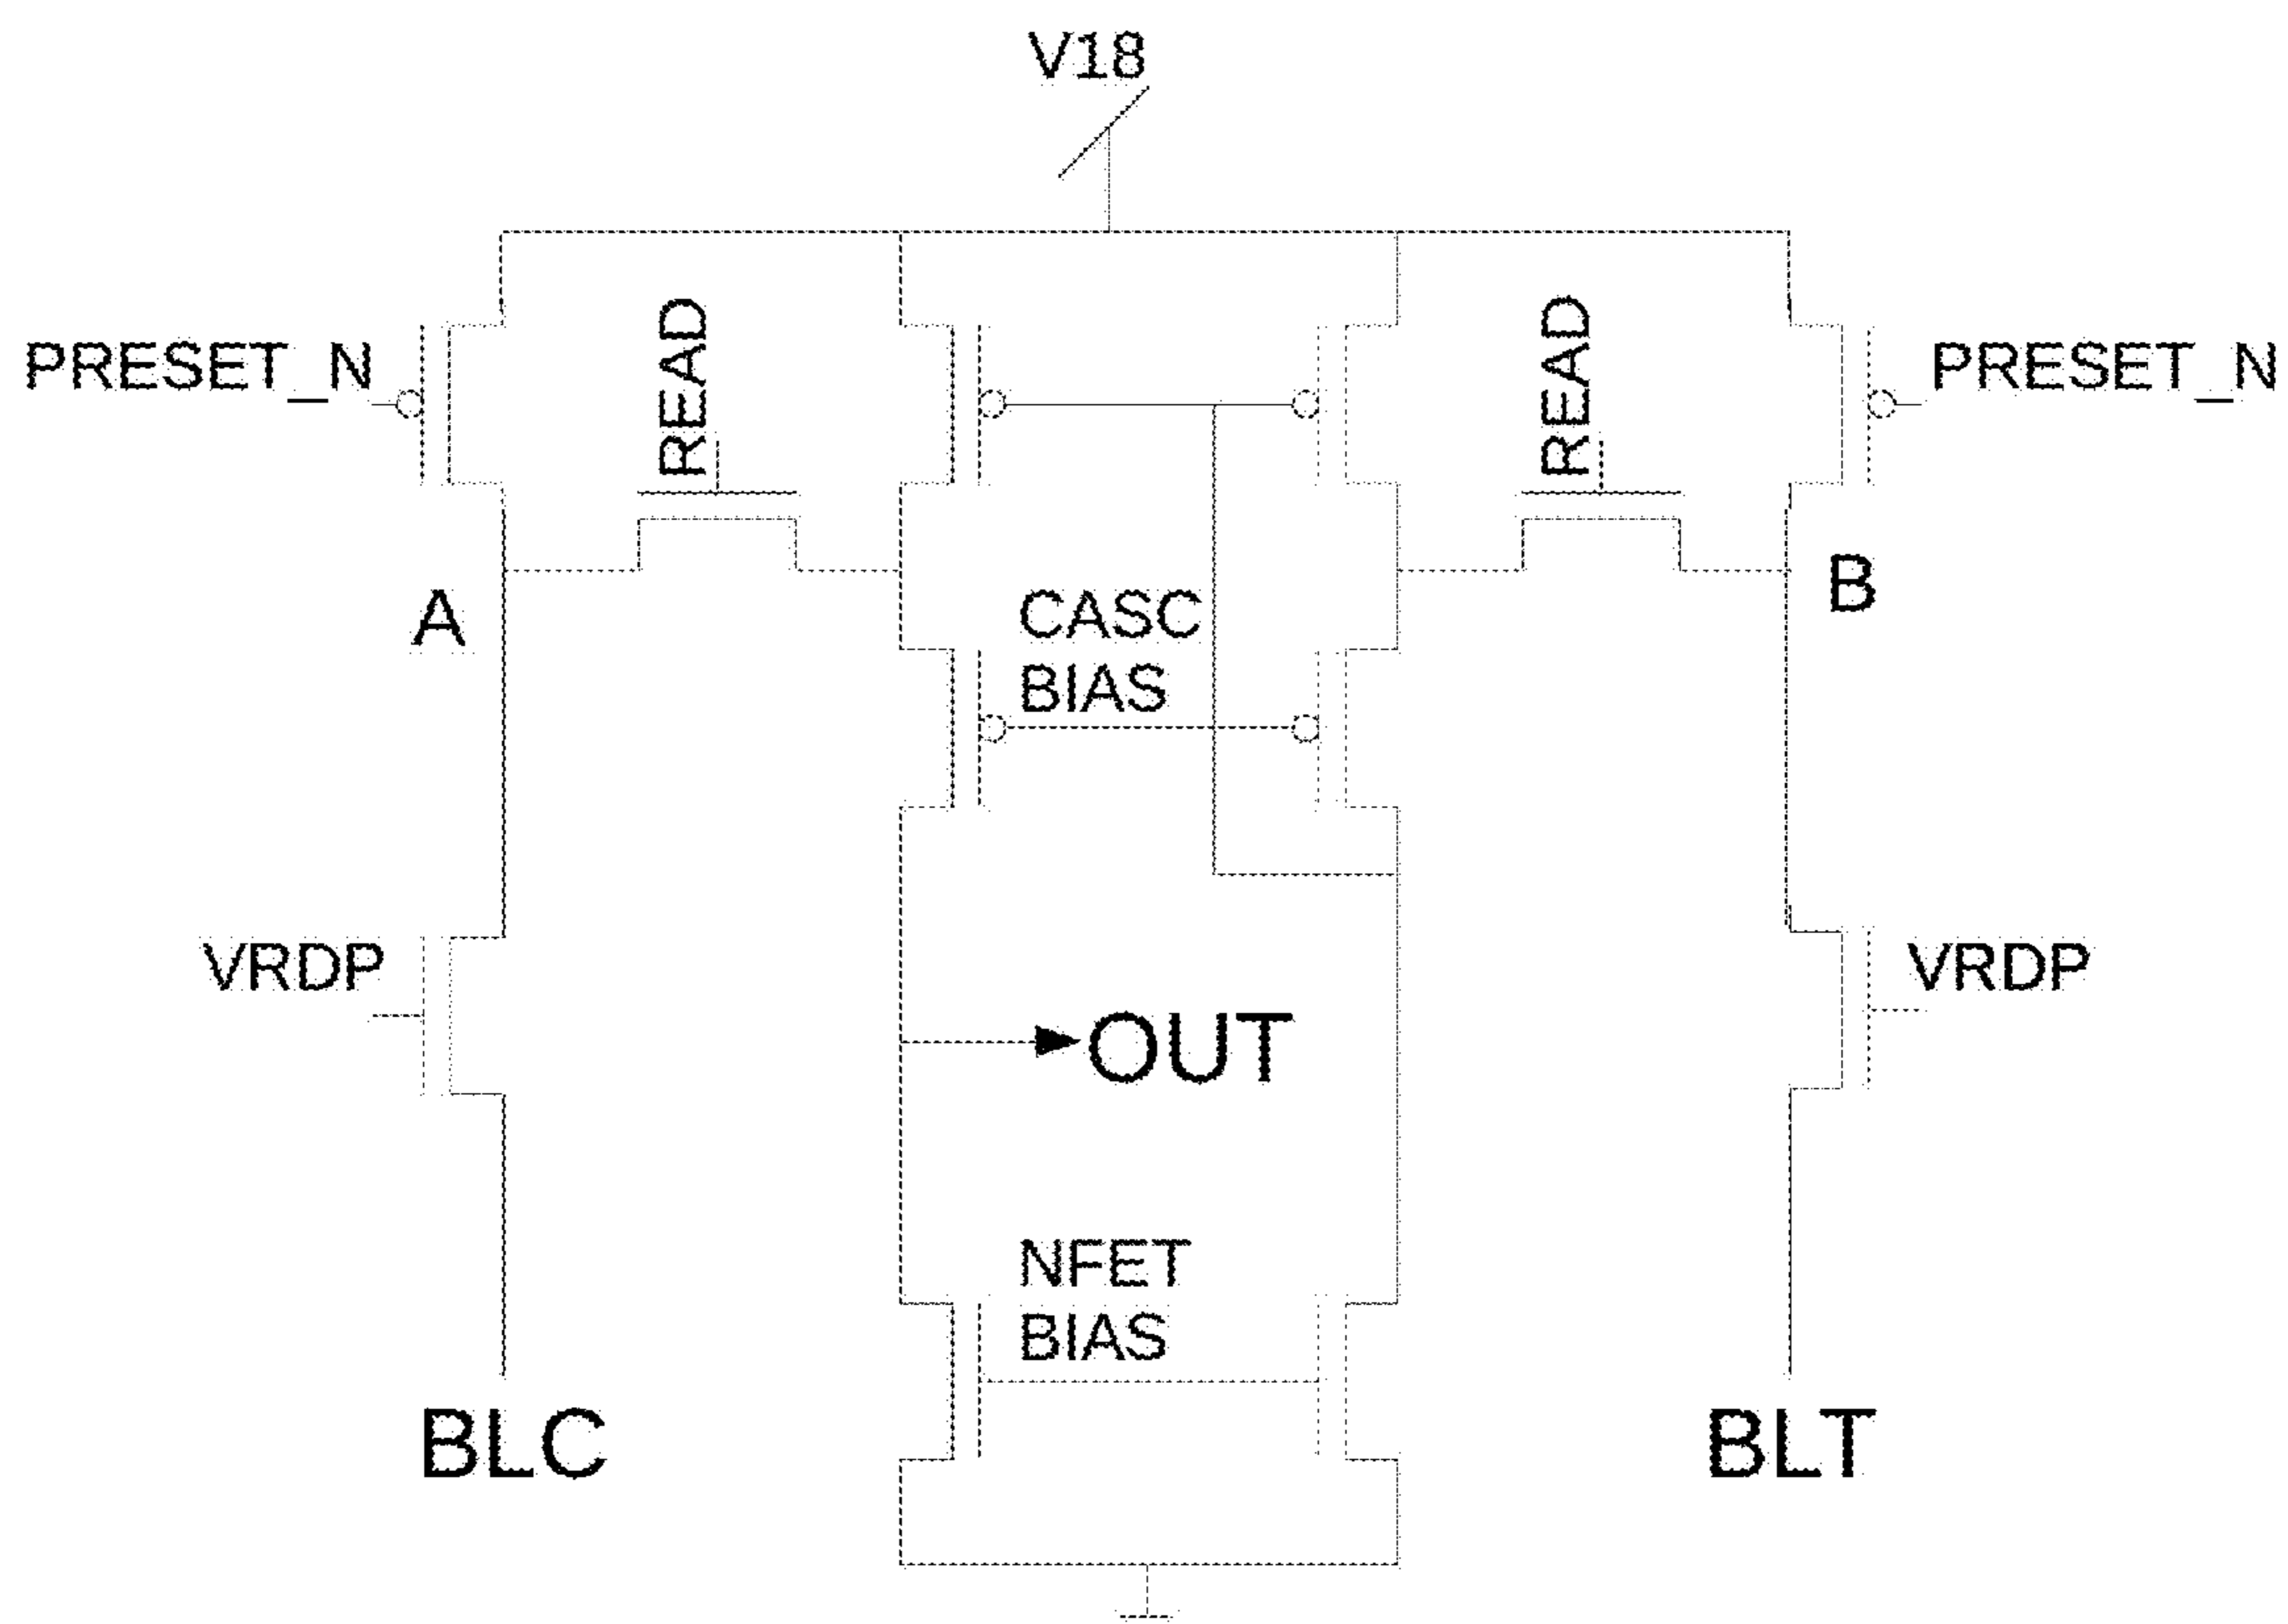 V18
PRESET_N
READ
READ
PRESET_N
A
CASC
BIAS
B
VRDP
VRDP
OUT
NFET
BIAS
BLC
BLT